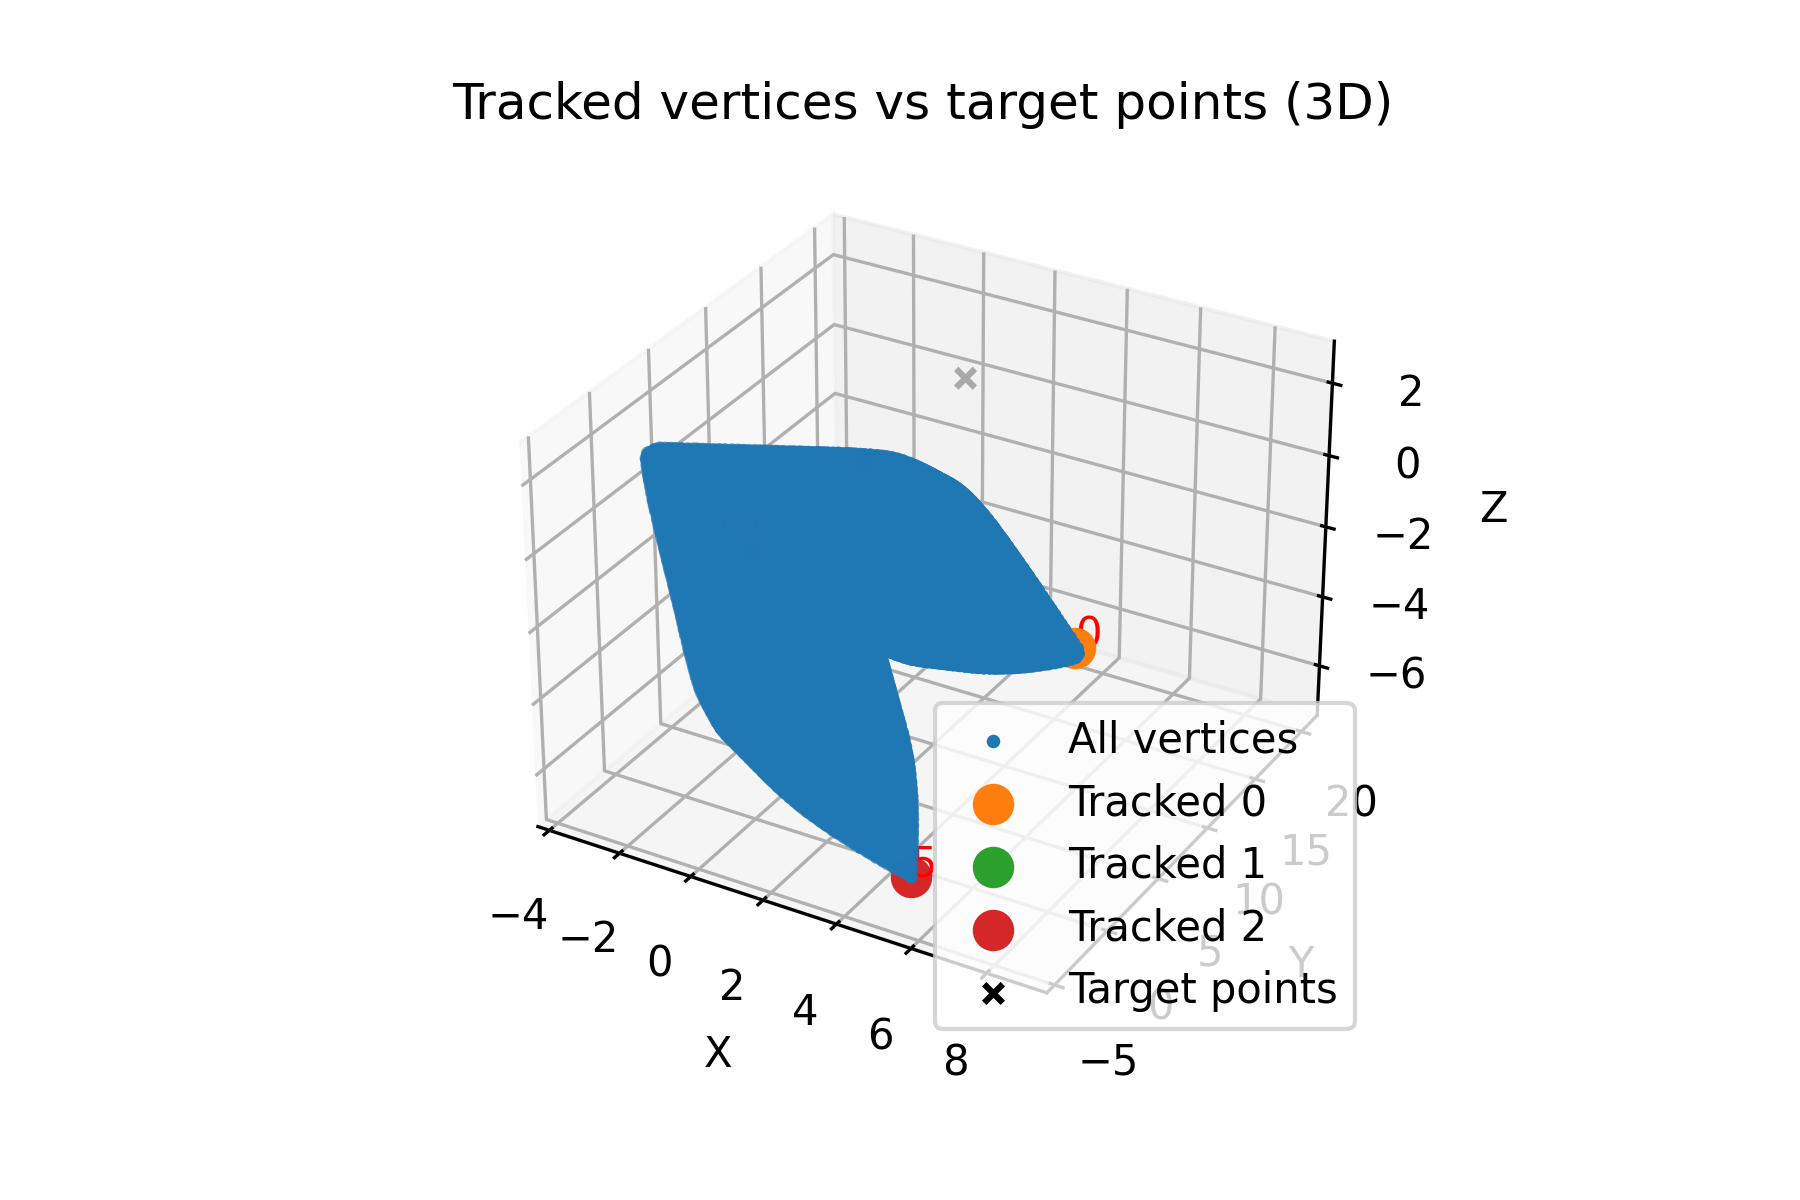 Tracked vertices vs target points (3D)
2
0
−2
−4
−6
Z
0
5
All vertices
Tracked 0
Tracked 1
Tracked 2
Target points
20
15
10
5
0
−5
Y
−4
−2
0
2
4
6
8
X